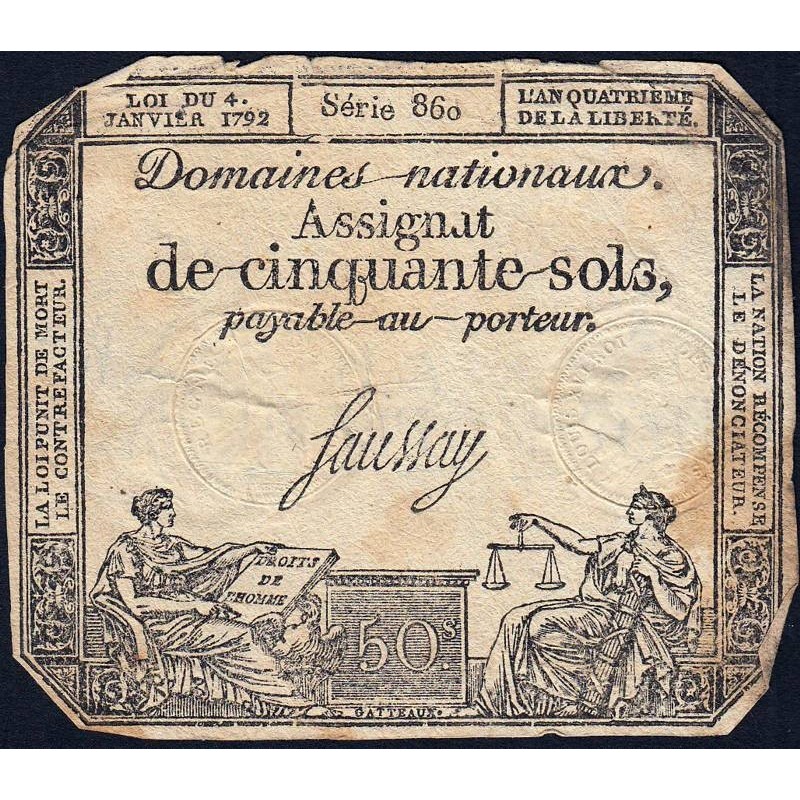 LOI DU 4.
JANVIER 1792
Série 860
L'AN QUATRIÈME
DE LA LIBERTÉ.
Domaines nationaux.
Assignat
de cinquante sols,
payable au porteur.
LA LOI PUNIT DE MORT
LE CONTREFACTEUR.
LA NATION RÉCOMPENSE
LE DÉNONCIATEUR.
Saussay
DROITS
DE
L'HOMME
50.s
GATTEAUX.